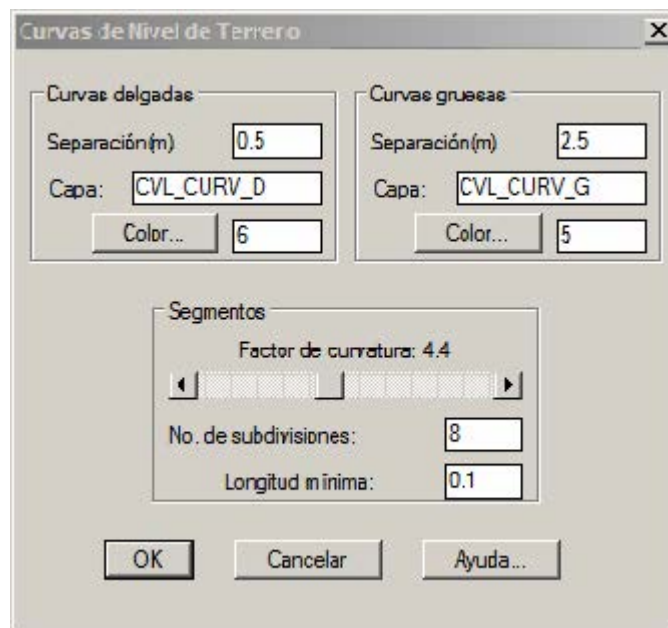 Curvas de Nivel de Terreno
Curvas delgadas
Separación(m) 0.5
Capa: CVL_CURV_D
Color... 6
Curvas gruesas
Separación(m) 2.5
Capa: CVL_CURV_G
Color... 5
Segmentos
Factor de curvatura: 4.4
No. de subdivisiones: 8
Longitud mínima: 0.1
OK Cancelar Ayuda...